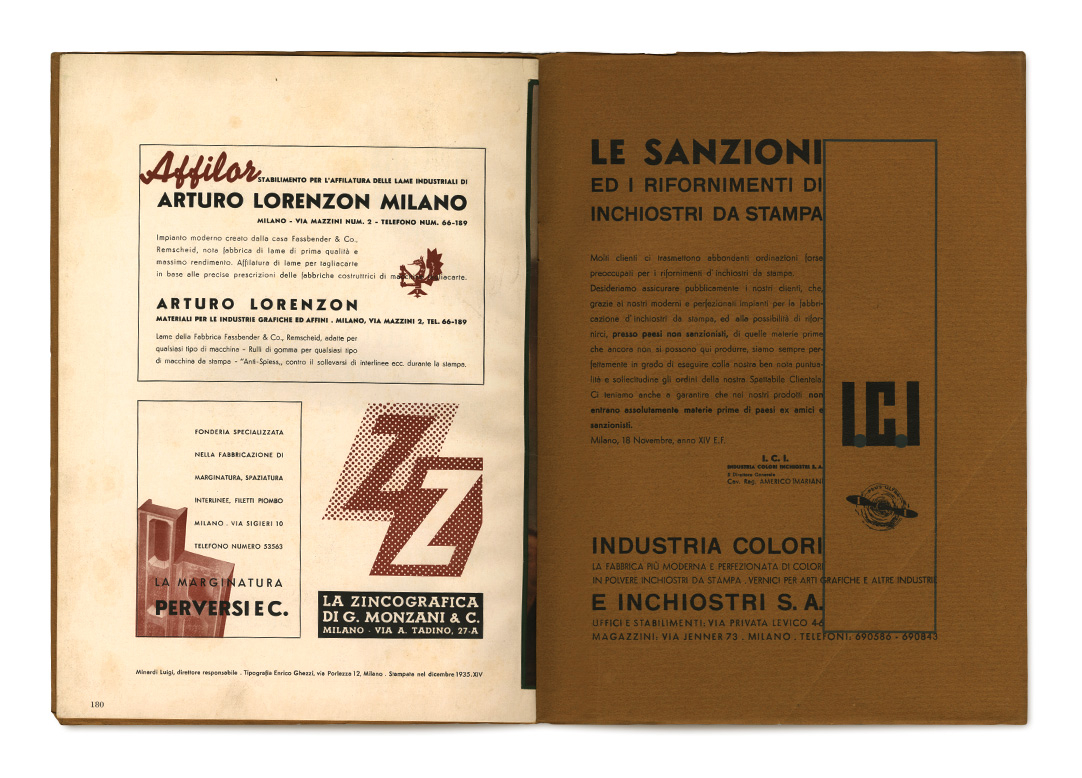 Affilor
STABILIMENTO PER L'AFFILATURA DELLE LAME INDUSTRIALI DI
ARTURO LORENZON MILANO
MILANO - VIA MAZZINI NUM. 2 - TELEFONO NUM. 66-189
Impianto moderno creato dalla casa Fassbender & Co.,
Remscheid, nota fabbrica di lame di prima qualità e
massimo rendimento. Affilatura di lame per tagliacarte
in base alle precise prescrizioni delle fabbriche costruttrici di
ARTURO LORENZON
MATERIALI PER LE INDUSTRIE GRAFICHE ED AFFINI . MILANO, VIA MAZZINI 2, TEL. 66-189
Lame della Fabbrica Fassbender & Co., Remscheid, adatte per
qualsiasi tipo di macchina - Rulli di gomma per qualsiasi tipo
di macchina da stampa - "Anti-Spiess„ contro il sollevarsi di interlinee ecc. durante la stampa.
FONDERIA SPECIALIZZATA
NELLA FABBRICAZIONE DI
MARGINATURA, SPAZIATURA
INTERLINEE, FILETTI PIOMBO
MILANO . VIA SIGIERI 10
TELEFONO NUMERO 53563
LA MARGINATURA
PERVERSI E C.
ZZ
LA ZINCOGRAFICA
DI G. MONZANI & C.
MILANO · VIA A. TADINO, 27-A
Minardi Luigi, direttore responsabile . Tipografia Enrico Ghezzi, via Porlezza 12, Milano . Stampato nel dicembre 1935.XIV
180
LE SANZIONI
ED I RIFORNIMENTI DI
INCHIOSTRI DA STAMPA
Molti clienti ci trasmettono abbondanti ordinazioni forse
preoccupati per i rifornimenti d'inchiostri da stampa.
Desideriamo assicurare pubblicamente i nostri clienti, che,
grazie ai nostri moderni e perfezionati impianti per la fabbri-
cazione d'inchiostri da stampa, ed alle possibilità di rifor-
nirci, presso paesi non sanzionisti, di quelle materie prime
che ancora non si possono qui produrre, siamo sempre per-
fettamente in grado di eseguire colla nostra ben nota puntua-
lità e sollecitudine gli ordini della nostra Spettabile Clientela.
Ci teniamo anche a garantire che nei nostri prodotti non
entrano assolutamente materie prime di paesi ex amici e
sanzionisti.
Milano, 18 Novembre, anno XIV E.F.
I. C. I.
INDUSTRIA COLORI INCHIOSTRI S. A.
Il Direttore Generale
Cav. Rag. AMERICO MARIANI
I.C.I
INDUSTRIA COLORI
LA FABBRICA PIÙ MODERNA E PERFEZIONATA DI COLORI
IN POLVERE INCHIOSTRI DA STAMPA . VERNICI PER ARTI GRAFICHE E ALTRE INDUSTRIE
E INCHIOSTRI S. A.
UFFICI E STABILIMENTI: VIA PRIVATA LEVICO 46
MAGAZZINI: VIA JENNER 73 . MILANO . TELEFONI. 690586 - 690843